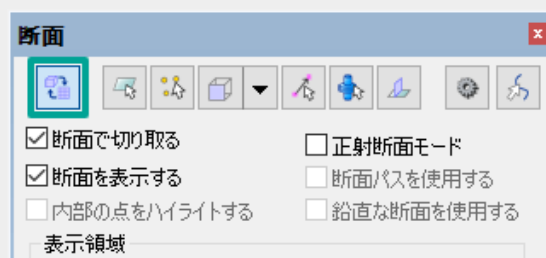 断面
断面で切り取る
正射断面モード
断面を表示する
断面パスを使用する
内部の点をハイライトする
鉛直な断面を使用する
表示領域